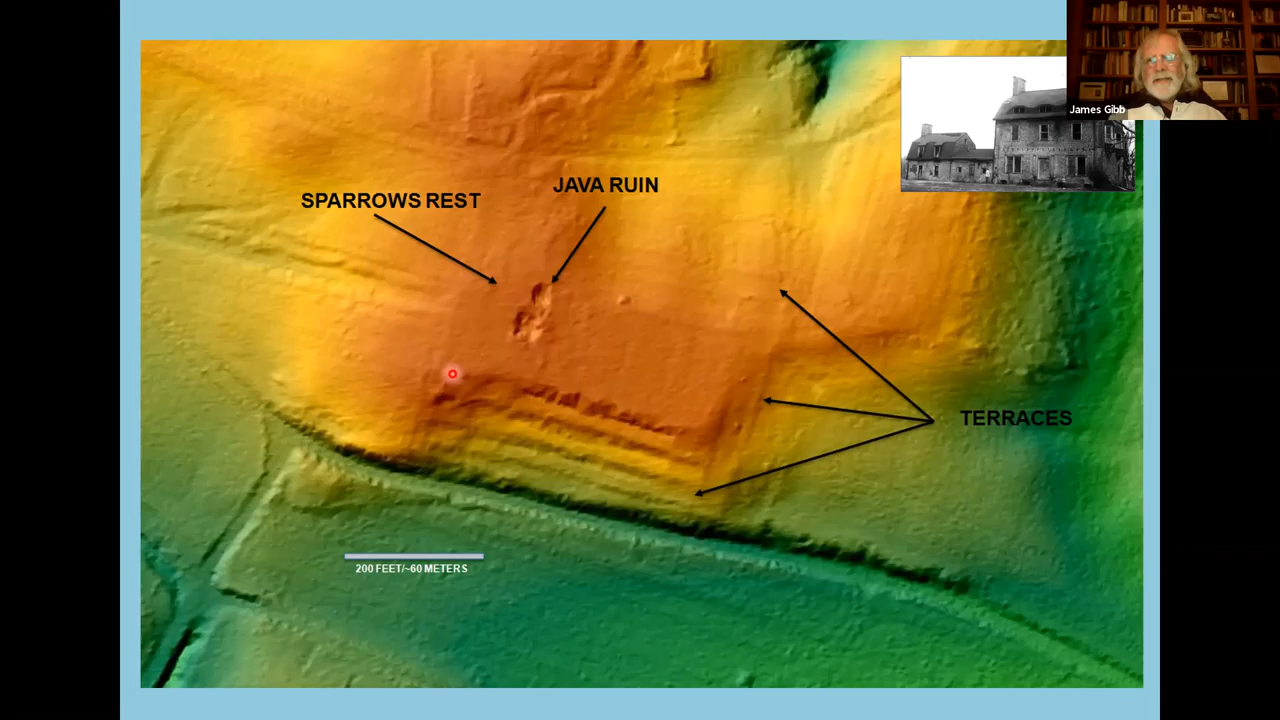 James Gibb
JAVA RUIN
SPARROWS REST
TERRACES
200 FEET/~60 METERS